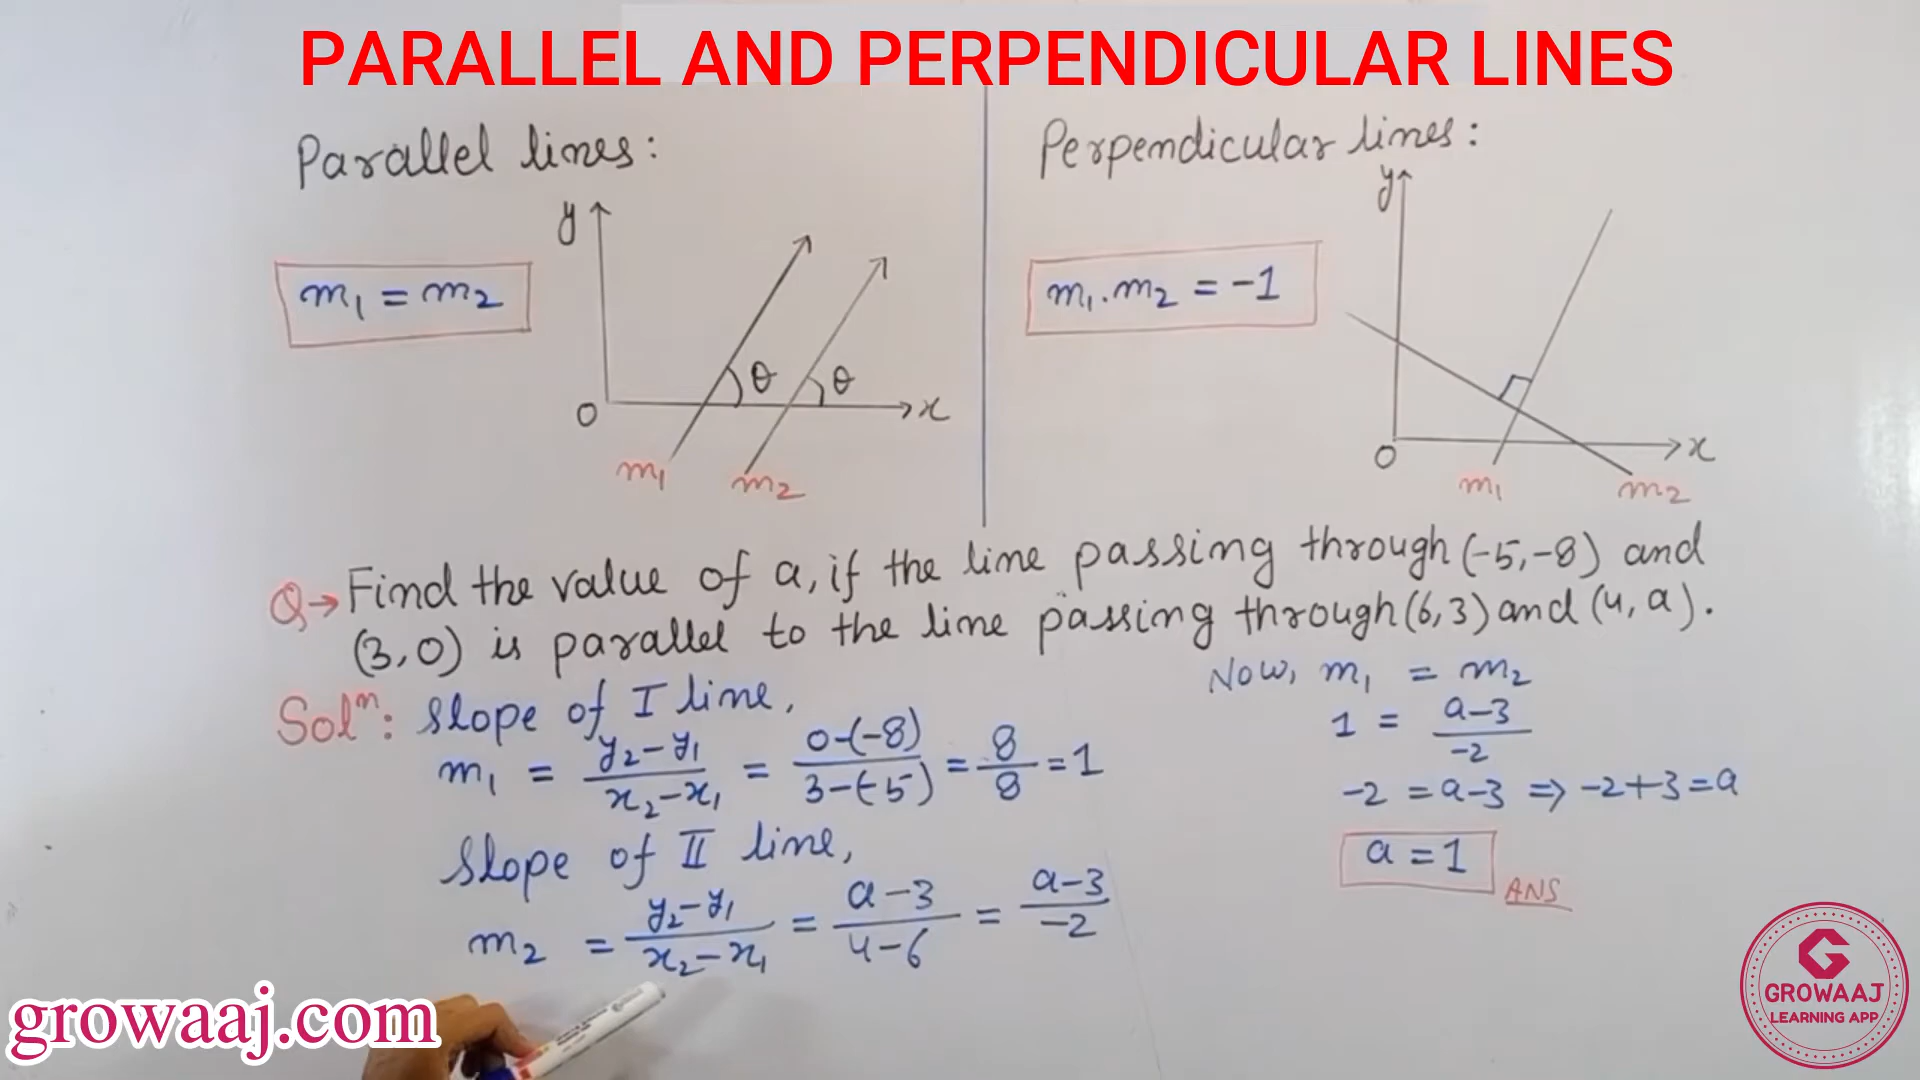 PARALLEL AND PERPENDICULAR LINES
Parallel lines:
m₁ = m₂
y
θ
θ
O
x
m₁
m₂
Perpendicular lines:
m₁.m₂ = -1
y
O
x
m₁
m₂
Q→ Find the value of a, if the line passing through (-5,-8) and
(3,0) is parallel to the line passing through (6,3) and (4, a).
Solⁿ: Slope of I line,
m₁ = y₂-y₁/x₂-x₁ = 0-(-8)/3-(-5) = 8/8 = 1
Slope of II line,
m₂ = y₂-y₁/x₂-x₁ = a-3/4-6 = a-3/-2
Now, m₁ = m₂
1 = a-3/-2
-2 = a-3 ⇒ -2+3=a
a = 1
ANS
growaaj.com
G
GROWAAJ
LEARNING APP